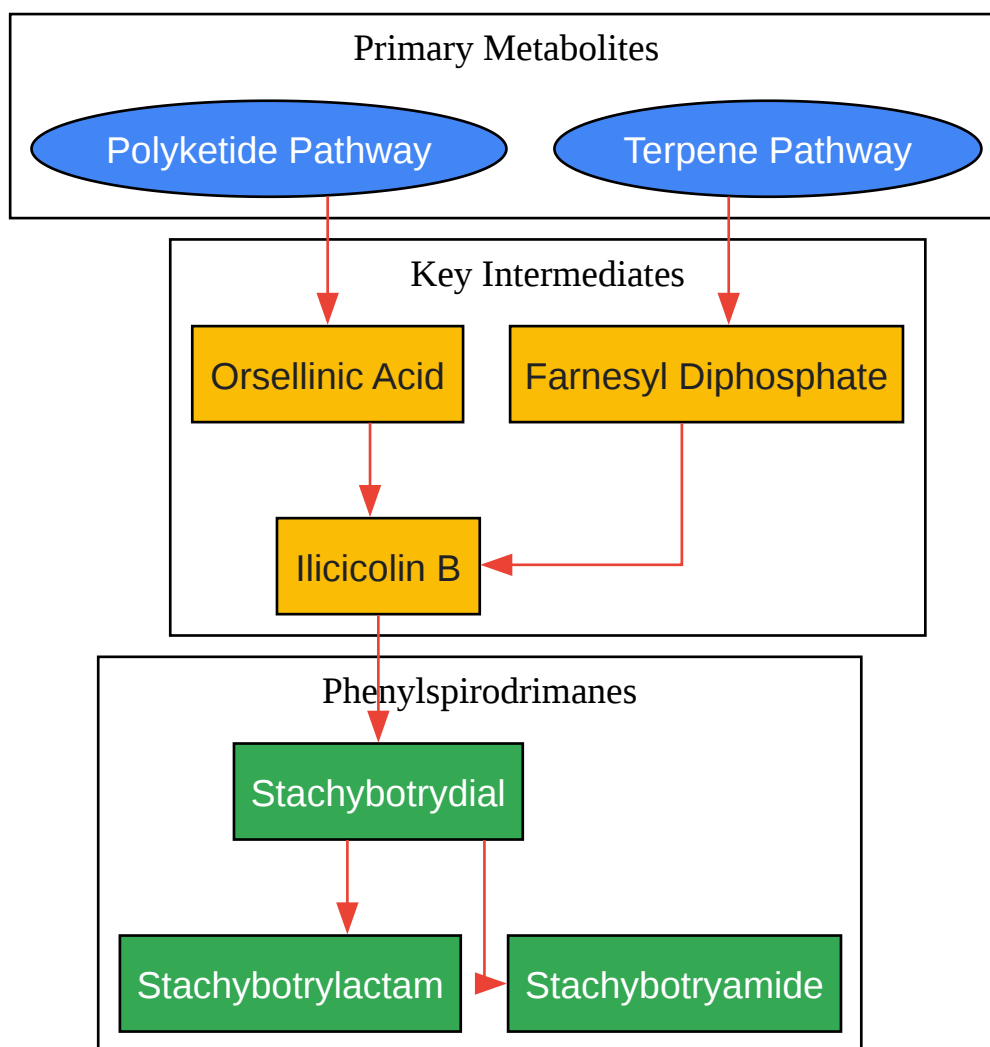 Primary Metabolites
Polyketide Pathway
Terpene Pathway
Key Intermediates
Orsellinic Acid
Farnesyl Diphosphate
Ilicicolin B
Phenylspirodrimanes
Stachybotrydial
Stachybotrylactam
Stachybotryamide